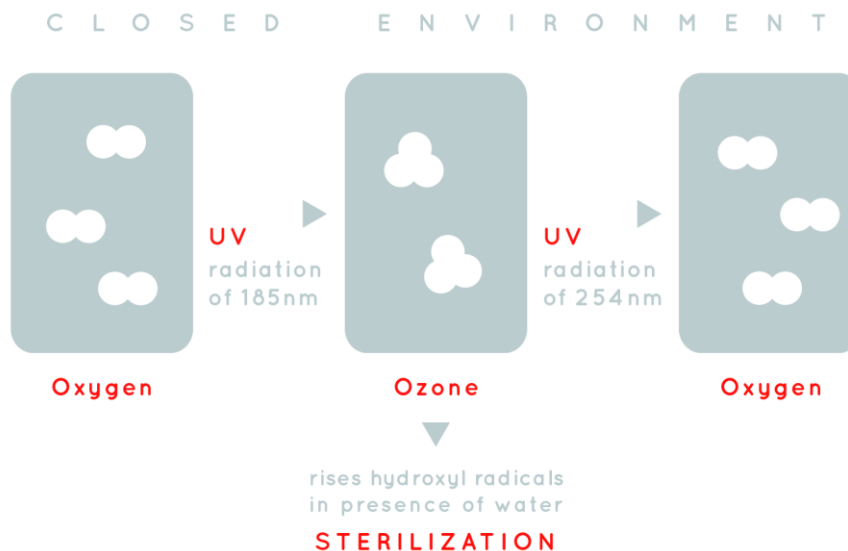 CLOSED ENVIRONMENT
UV
radiation
of 185nm
UV
radiation
of 254nm
Oxygen
Ozone
Oxygen
rises hydroxyl radicals
in presence of water
STERILIZATION